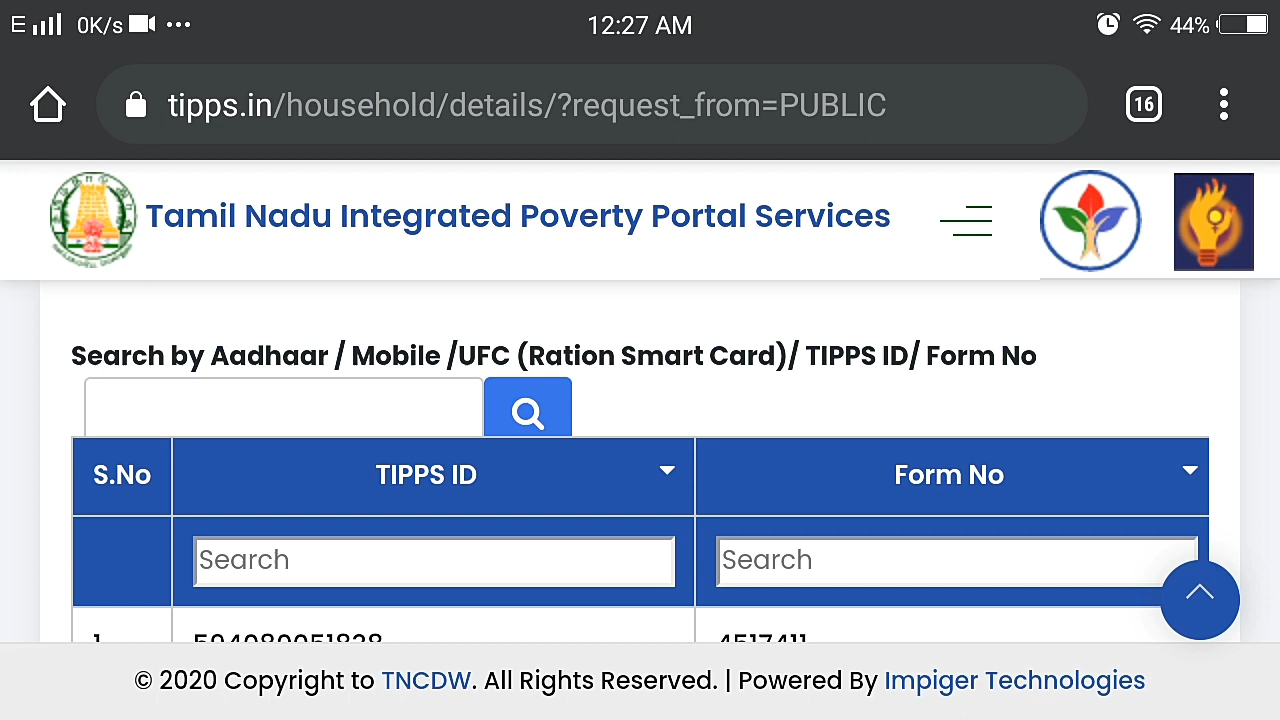 E 0K/s 12:27 AM 44%
tipps.in/household/details/?request_from=PUBLIC 16
Tamil Nadu Integrated Poverty Portal Services
Search by Aadhaar / Mobile /UFC (Ration Smart Card)/ TIPPS ID/ Form No
S.No TIPPS ID Form No
Search Search
1
© 2020 Copyright to TNCDW. All Rights Reserved. | Powered By Impiger Technologies